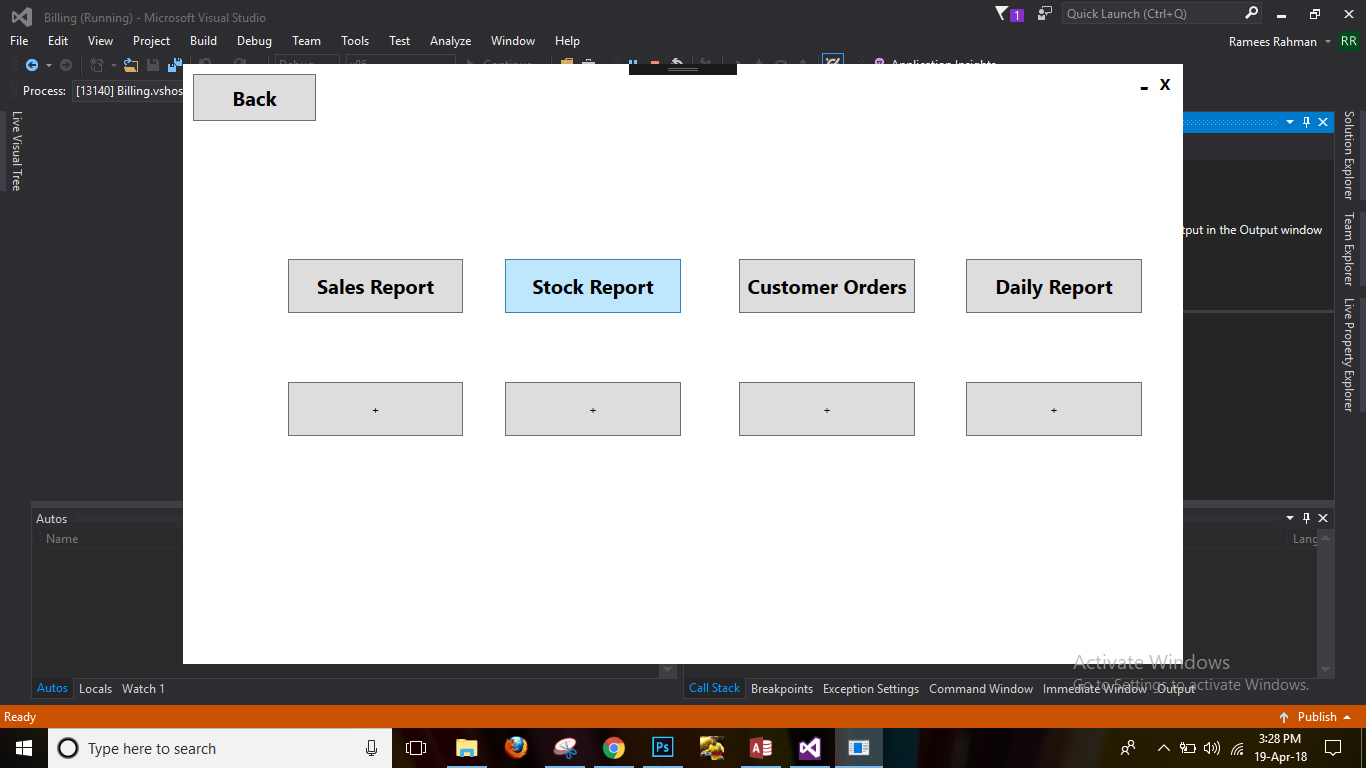 Billing (Running) - Microsoft Visual Studio
1
Quick Launch (Ctrl+Q)
File Edit View Project Build Debug Team Tools Test Analyze Window Help
Ramees Rahman RR
Process: [13140] Billing.vshos
Application Insights
Back
- X
Live Visual Tree
Solution Explorer
Team Explorer
Live Property Explorer
tput in the Output window
Sales Report Stock Report Customer Orders Daily Report
+ + + +
Autos
Name
Lang
Activate Windows
Go to Settings to activate Windows.
Autos Locals Watch 1
Call Stack Breakpoints Exception Settings Command Window Immediate Window Output
Ready
Publish
Type here to search
Ps
3:28 PM
19-Apr-18